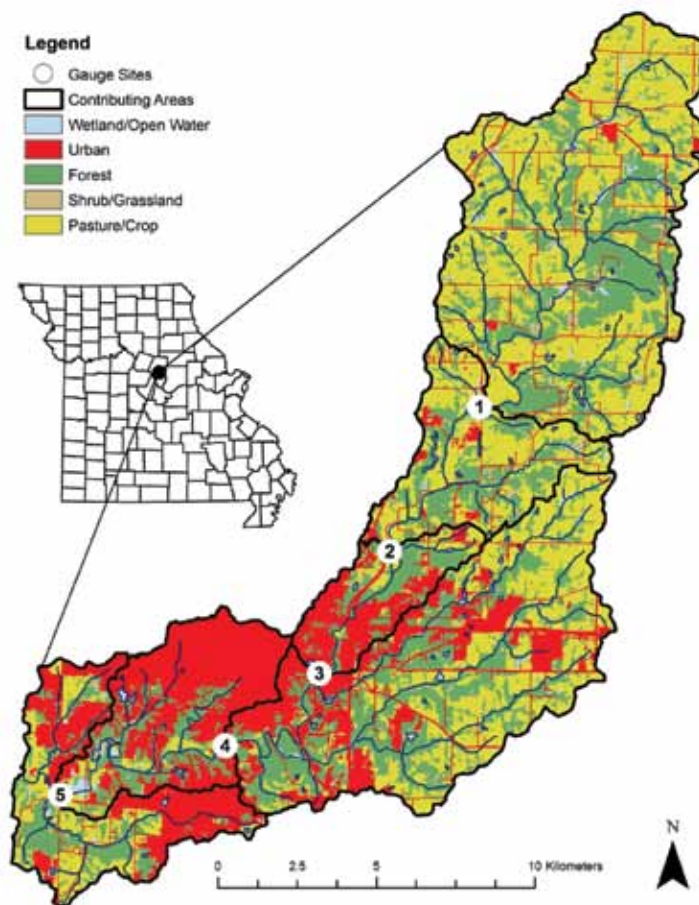 Legend
Gauge Sites
Contributing Areas
Wetland/Open Water
Urban
Forest
Shrub/Grassland
Pasture/Crop
1
2
3
4
5
N
0 2.5 5 10 Kilometers